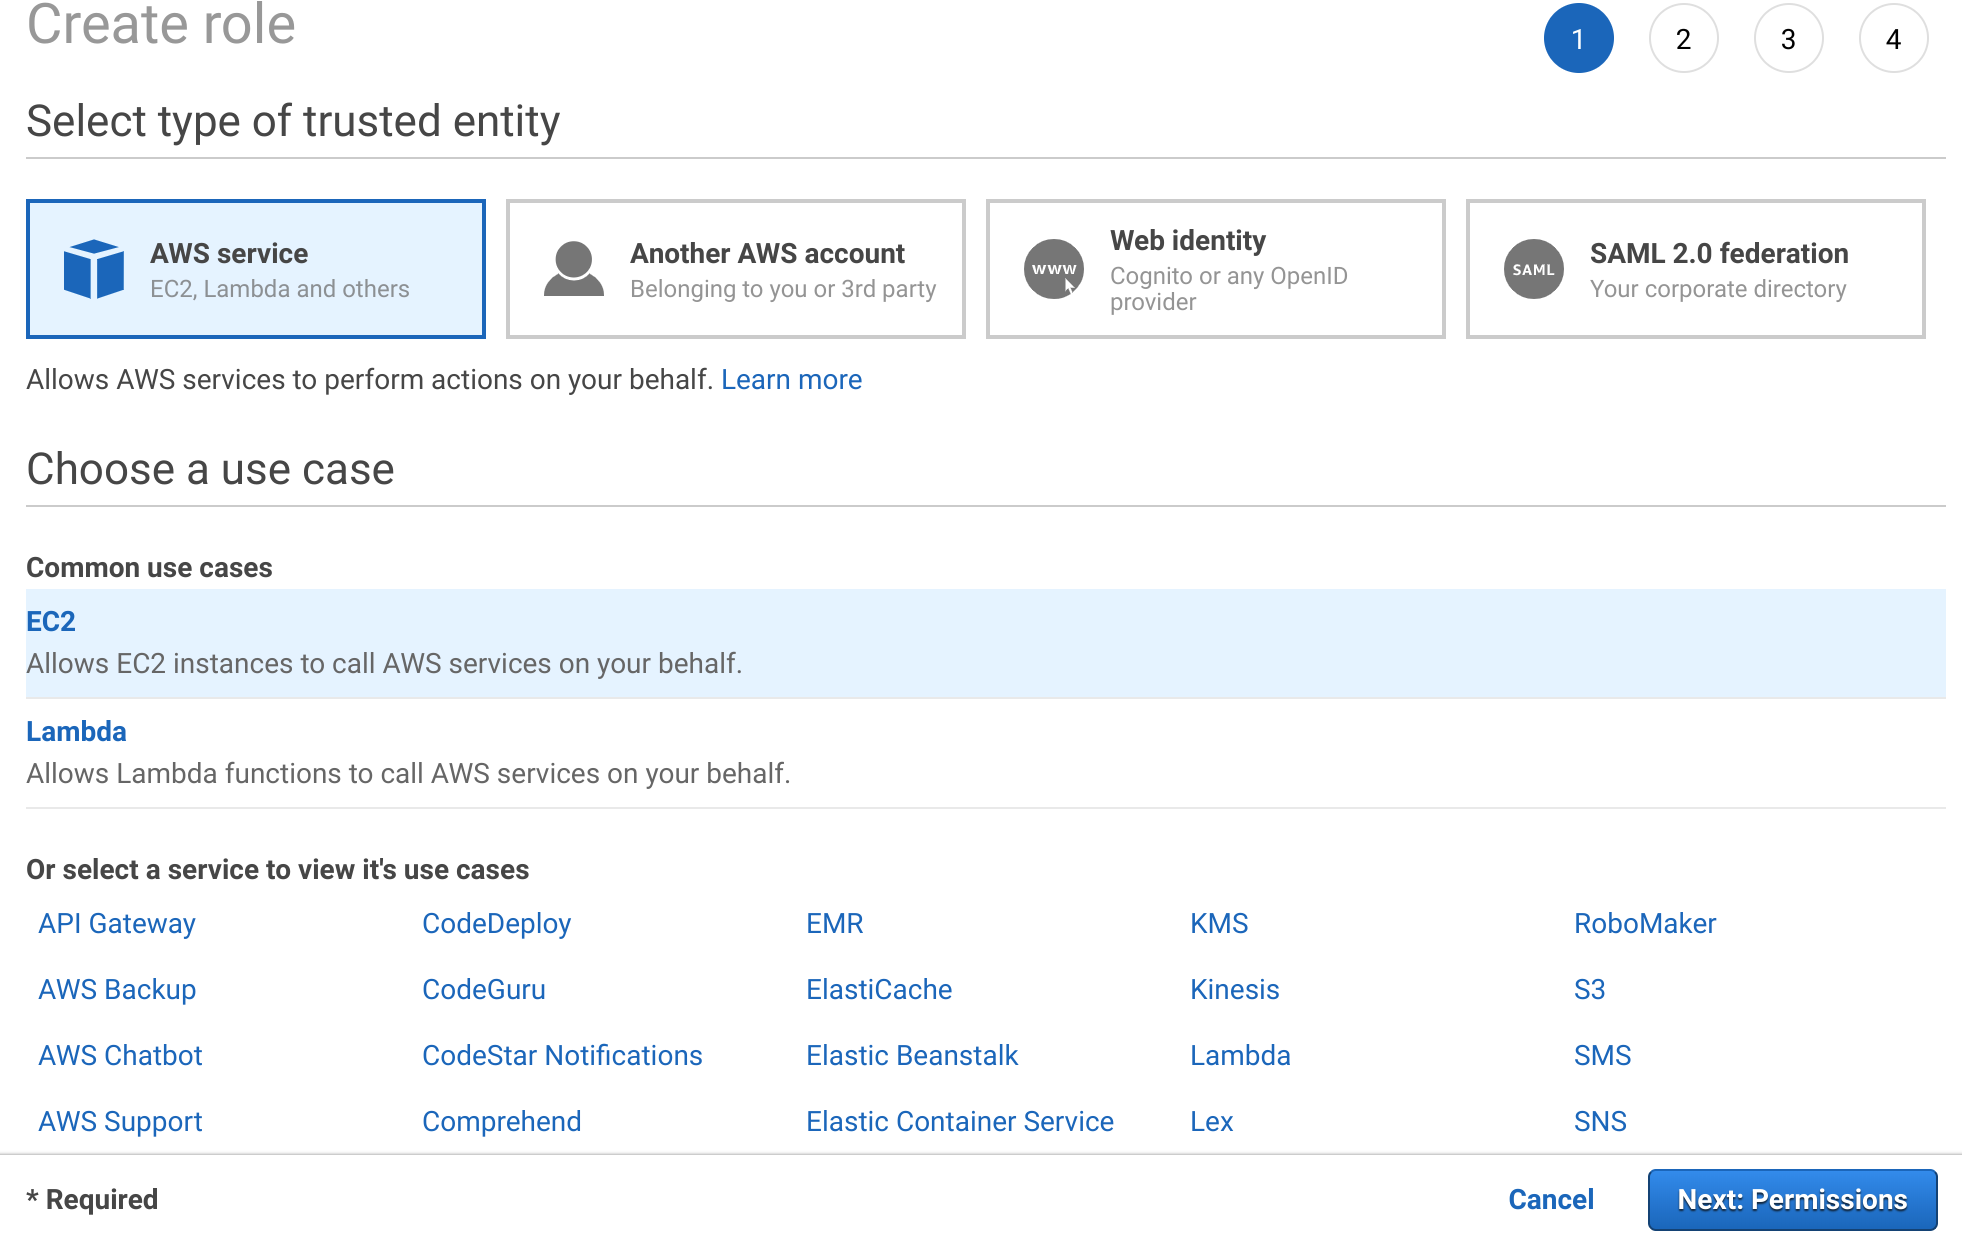 Create role
1 2 3 4
Select type of trusted entity
AWS service
EC2, Lambda and others
Another AWS account
Belonging to you or 3rd party
www
Web identity
Cognito or any OpenID
provider
SAML
SAML 2.0 federation
Your corporate directory
Allows AWS services to perform actions on your behalf. Learn more
Choose a use case
Common use cases
EC2
Allows EC2 instances to call AWS services on your behalf.
Lambda
Allows Lambda functions to call AWS services on your behalf.
Or select a service to view it's use cases
API Gateway CodeDeploy EMR KMS RoboMaker
AWS Backup CodeGuru ElastiCache Kinesis S3
AWS Chatbot CodeStar Notifications Elastic Beanstalk Lambda SMS
AWS Support Comprehend Elastic Container Service Lex SNS
* Required Cancel Next: Permissions